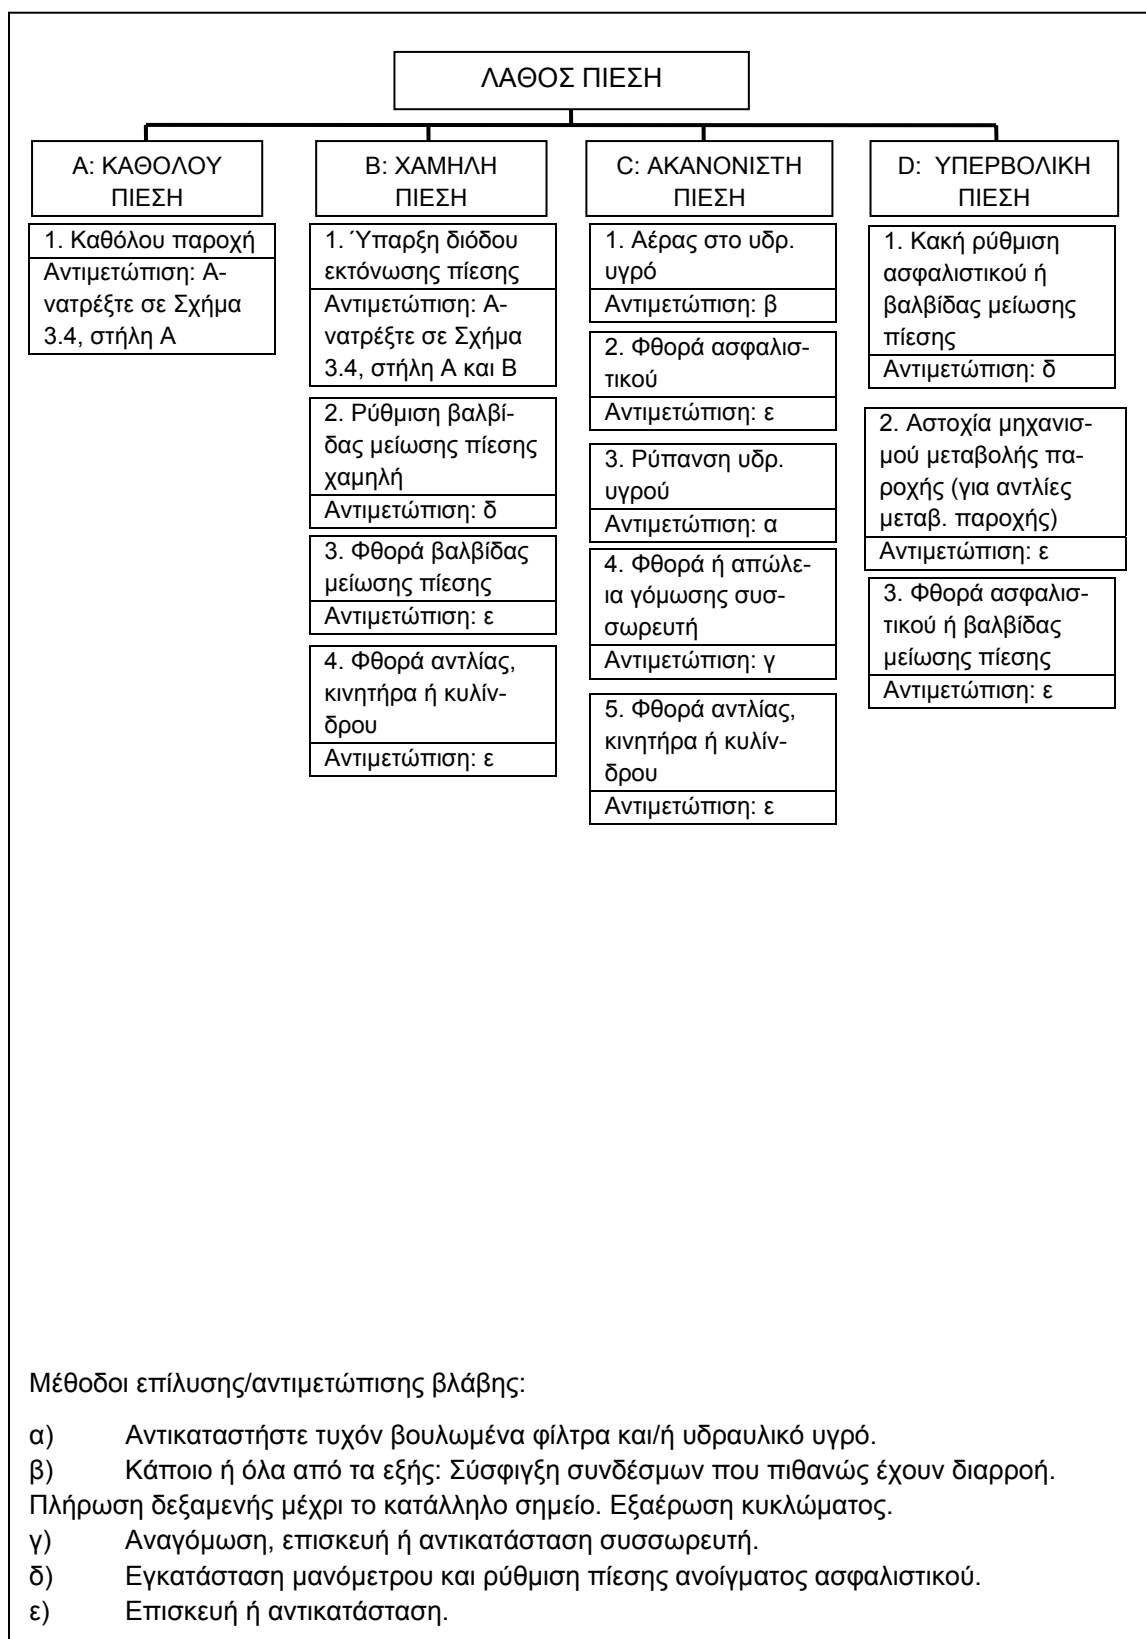 ΛΑΘΟΣ ΠΙΕΣΗ
Α: ΚΑΘΟΛΟΥ
ΠΙΕΣΗ
1. Καθόλου παροχή
Αντιμετώπιση: Α-
νατρέξτε σε Σχήμα
3.4, στήλη Α
Β: ΧΑΜΗΛΗ
ΠΙΕΣΗ
1. Ύπαρξη διόδου
εκτόνωσης πίεσης
Αντιμετώπιση: Α-
νατρέξτε σε Σχήμα
3.4, στήλη Α και Β
2. Ρύθμιση βαλβί-
δας μείωσης πίεσης
χαμηλή
Αντιμετώπιση: δ
3. Φθορά βαλβίδας
μείωσης πίεσης
Αντιμετώπιση: ε
4. Φθορά αντλίας,
κινητήρα ή κυλίν-
δρου
Αντιμετώπιση: ε
C: ΑΚΑΝΟΝΙΣΤΗ
ΠΙΕΣΗ
1. Αέρας στο υδρ.
υγρό
Αντιμετώπιση: β
2. Φθορά ασφαλισ-
τικού
Αντιμετώπιση: ε
3. Ρύπανση υδρ.
υγρού
Αντιμετώπιση: α
4. Φθορά ή απώλε-
ια γόμωσης συσ-
σωρευτή
Αντιμετώπιση: γ
5. Φθορά αντλίας,
κινητήρα ή κυλίν-
δρου
Αντιμετώπιση: ε
D: ΥΠΕΡΒΟΛΙΚΗ
ΠΙΕΣΗ
1. Κακή ρύθμιση
ασφαλιστικού ή
βαλβίδας μείωσης
πίεσης
Αντιμετώπιση: δ
2. Αστοχία μηχανισ-
μού μεταβολής πα-
ροχής (για αντλίες
μεταβ. παροχής)
Αντιμετώπιση: ε
3. Φθορά ασφαλισ-
τικού ή βαλβίδας
μείωσης πίεσης
Αντιμετώπιση: ε
Μέθοδοι επίλυσης/αντιμετώπισης βλάβης:
α) Αντικαταστήστε τυχόν βουλωμένα φίλτρα και/ή υδραυλικό υγρό.
β) Κάποιο ή όλα από τα εξής: Σύσφιγξη συνδέσμων που πιθανώς έχουν διαρροή.
Πλήρωση δεξαμενής μέχρι το κατάλληλο σημείο. Εξαέρωση κυκλώματος.
γ) Αναγόμωση, επισκευή ή αντικατάσταση συσσωρευτή.
δ) Εγκατάσταση μανόμετρου και ρύθμιση πίεσης ανοίγματος ασφαλιστικού.
ε) Επισκευή ή αντικατάσταση.